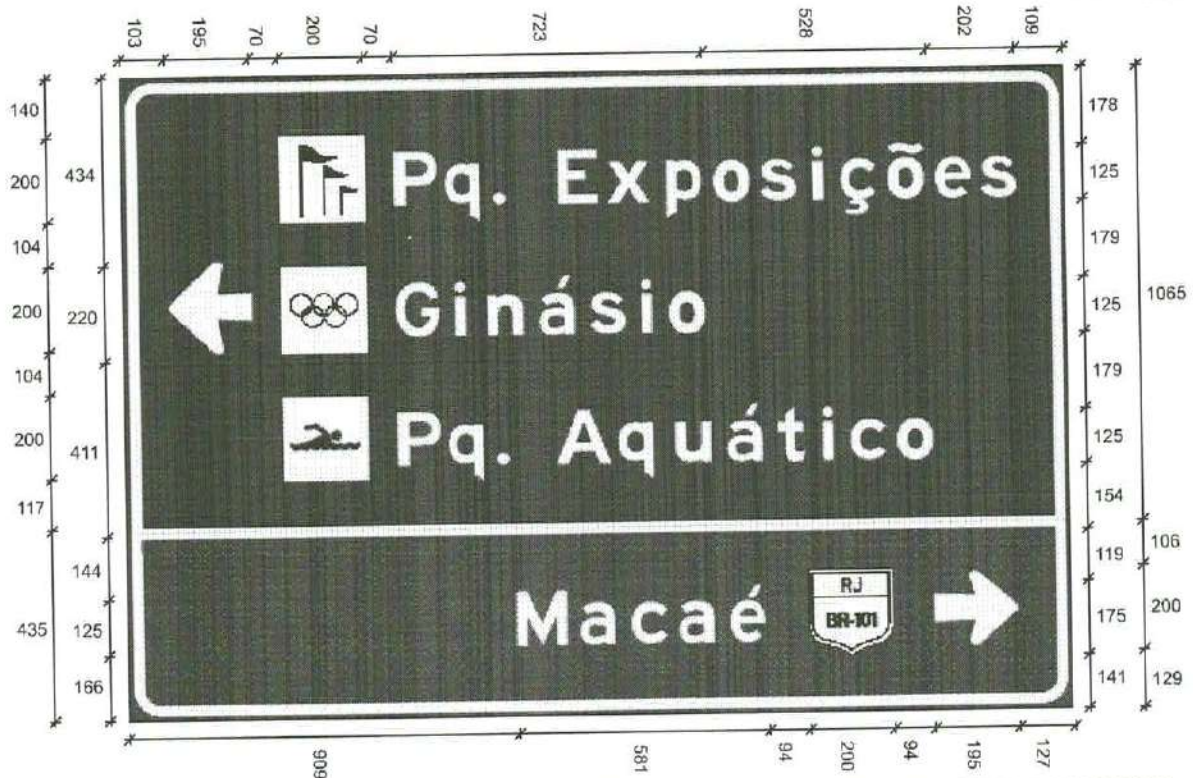 103 195 70 200 70 723 528 202 109
140 200 104 200 104 200 117 435
434 220 411 144 125 166
Pq. Exposições
Ginásio
Pq. Aquático
Macaé
RJ
BR-101
178 125 179 125 179 125 154 119 175 141
1065 106 200 129
909 581 94 200 94 195 127